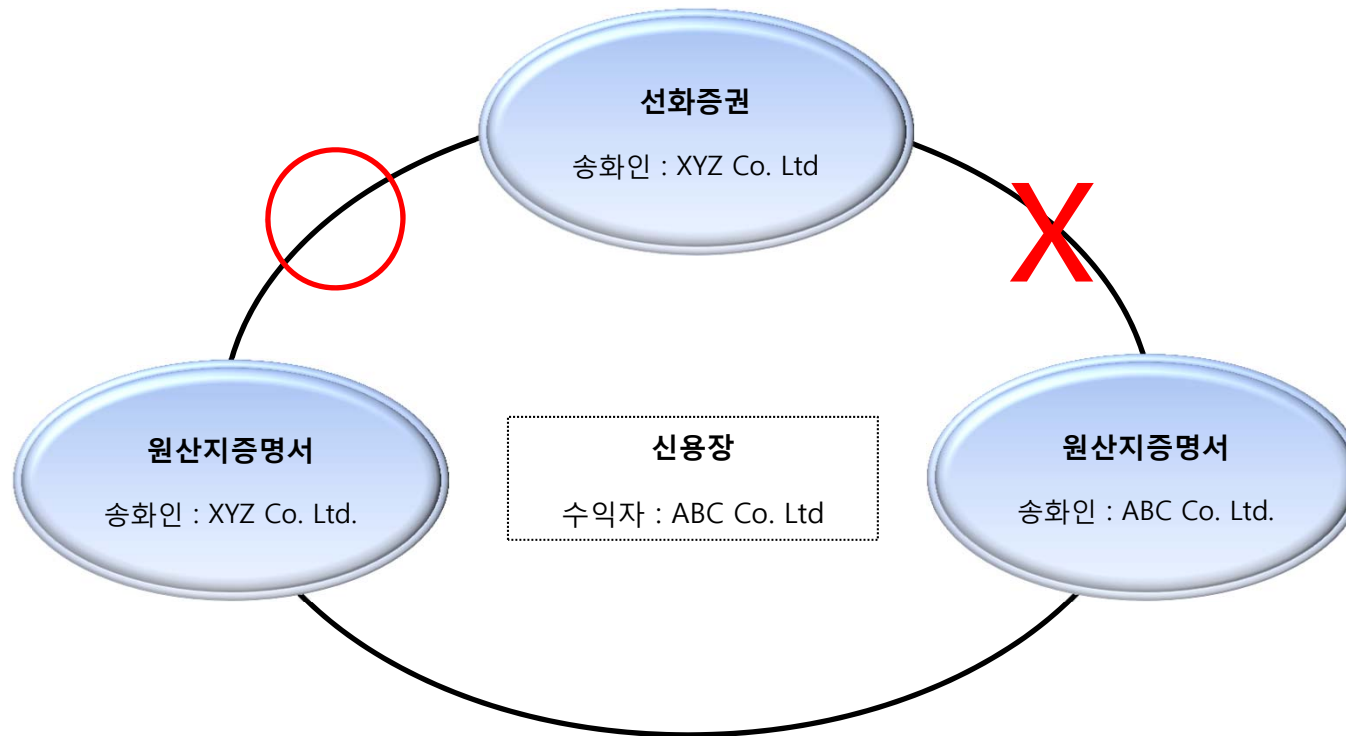 선화증권
송화인 : XYZ Co. Ltd
X
원산지증명서
송화인 : XYZ Co. Ltd.
신용장
수익자 : ABC Co. Ltd
원산지증명서
송화인 : ABC Co. Ltd.